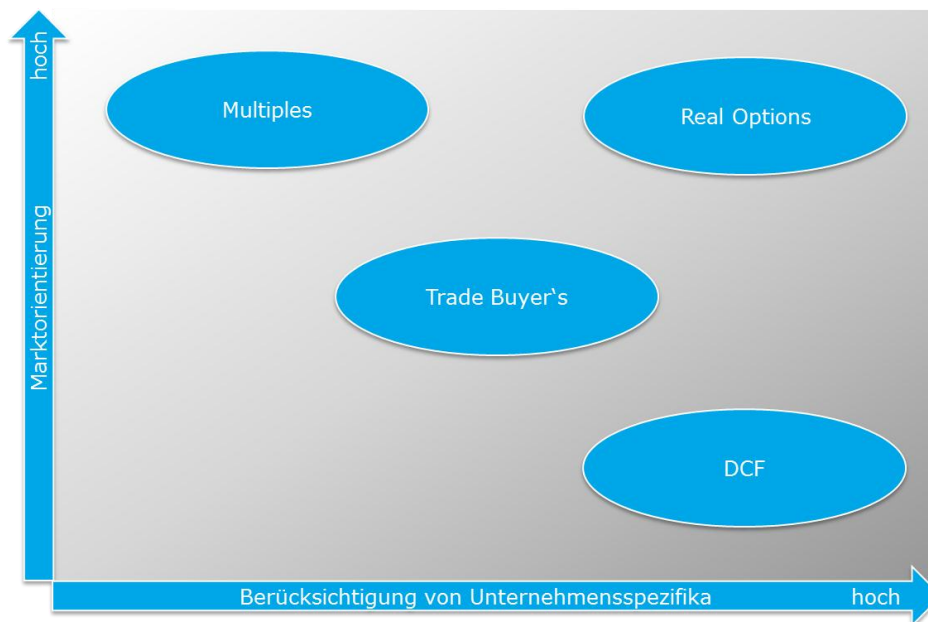 hoch
Marktorientierung
Multiples
Real Options
Trade Buyer‘s
DCF
Berücksichtigung von Unternehmensspezifika hoch